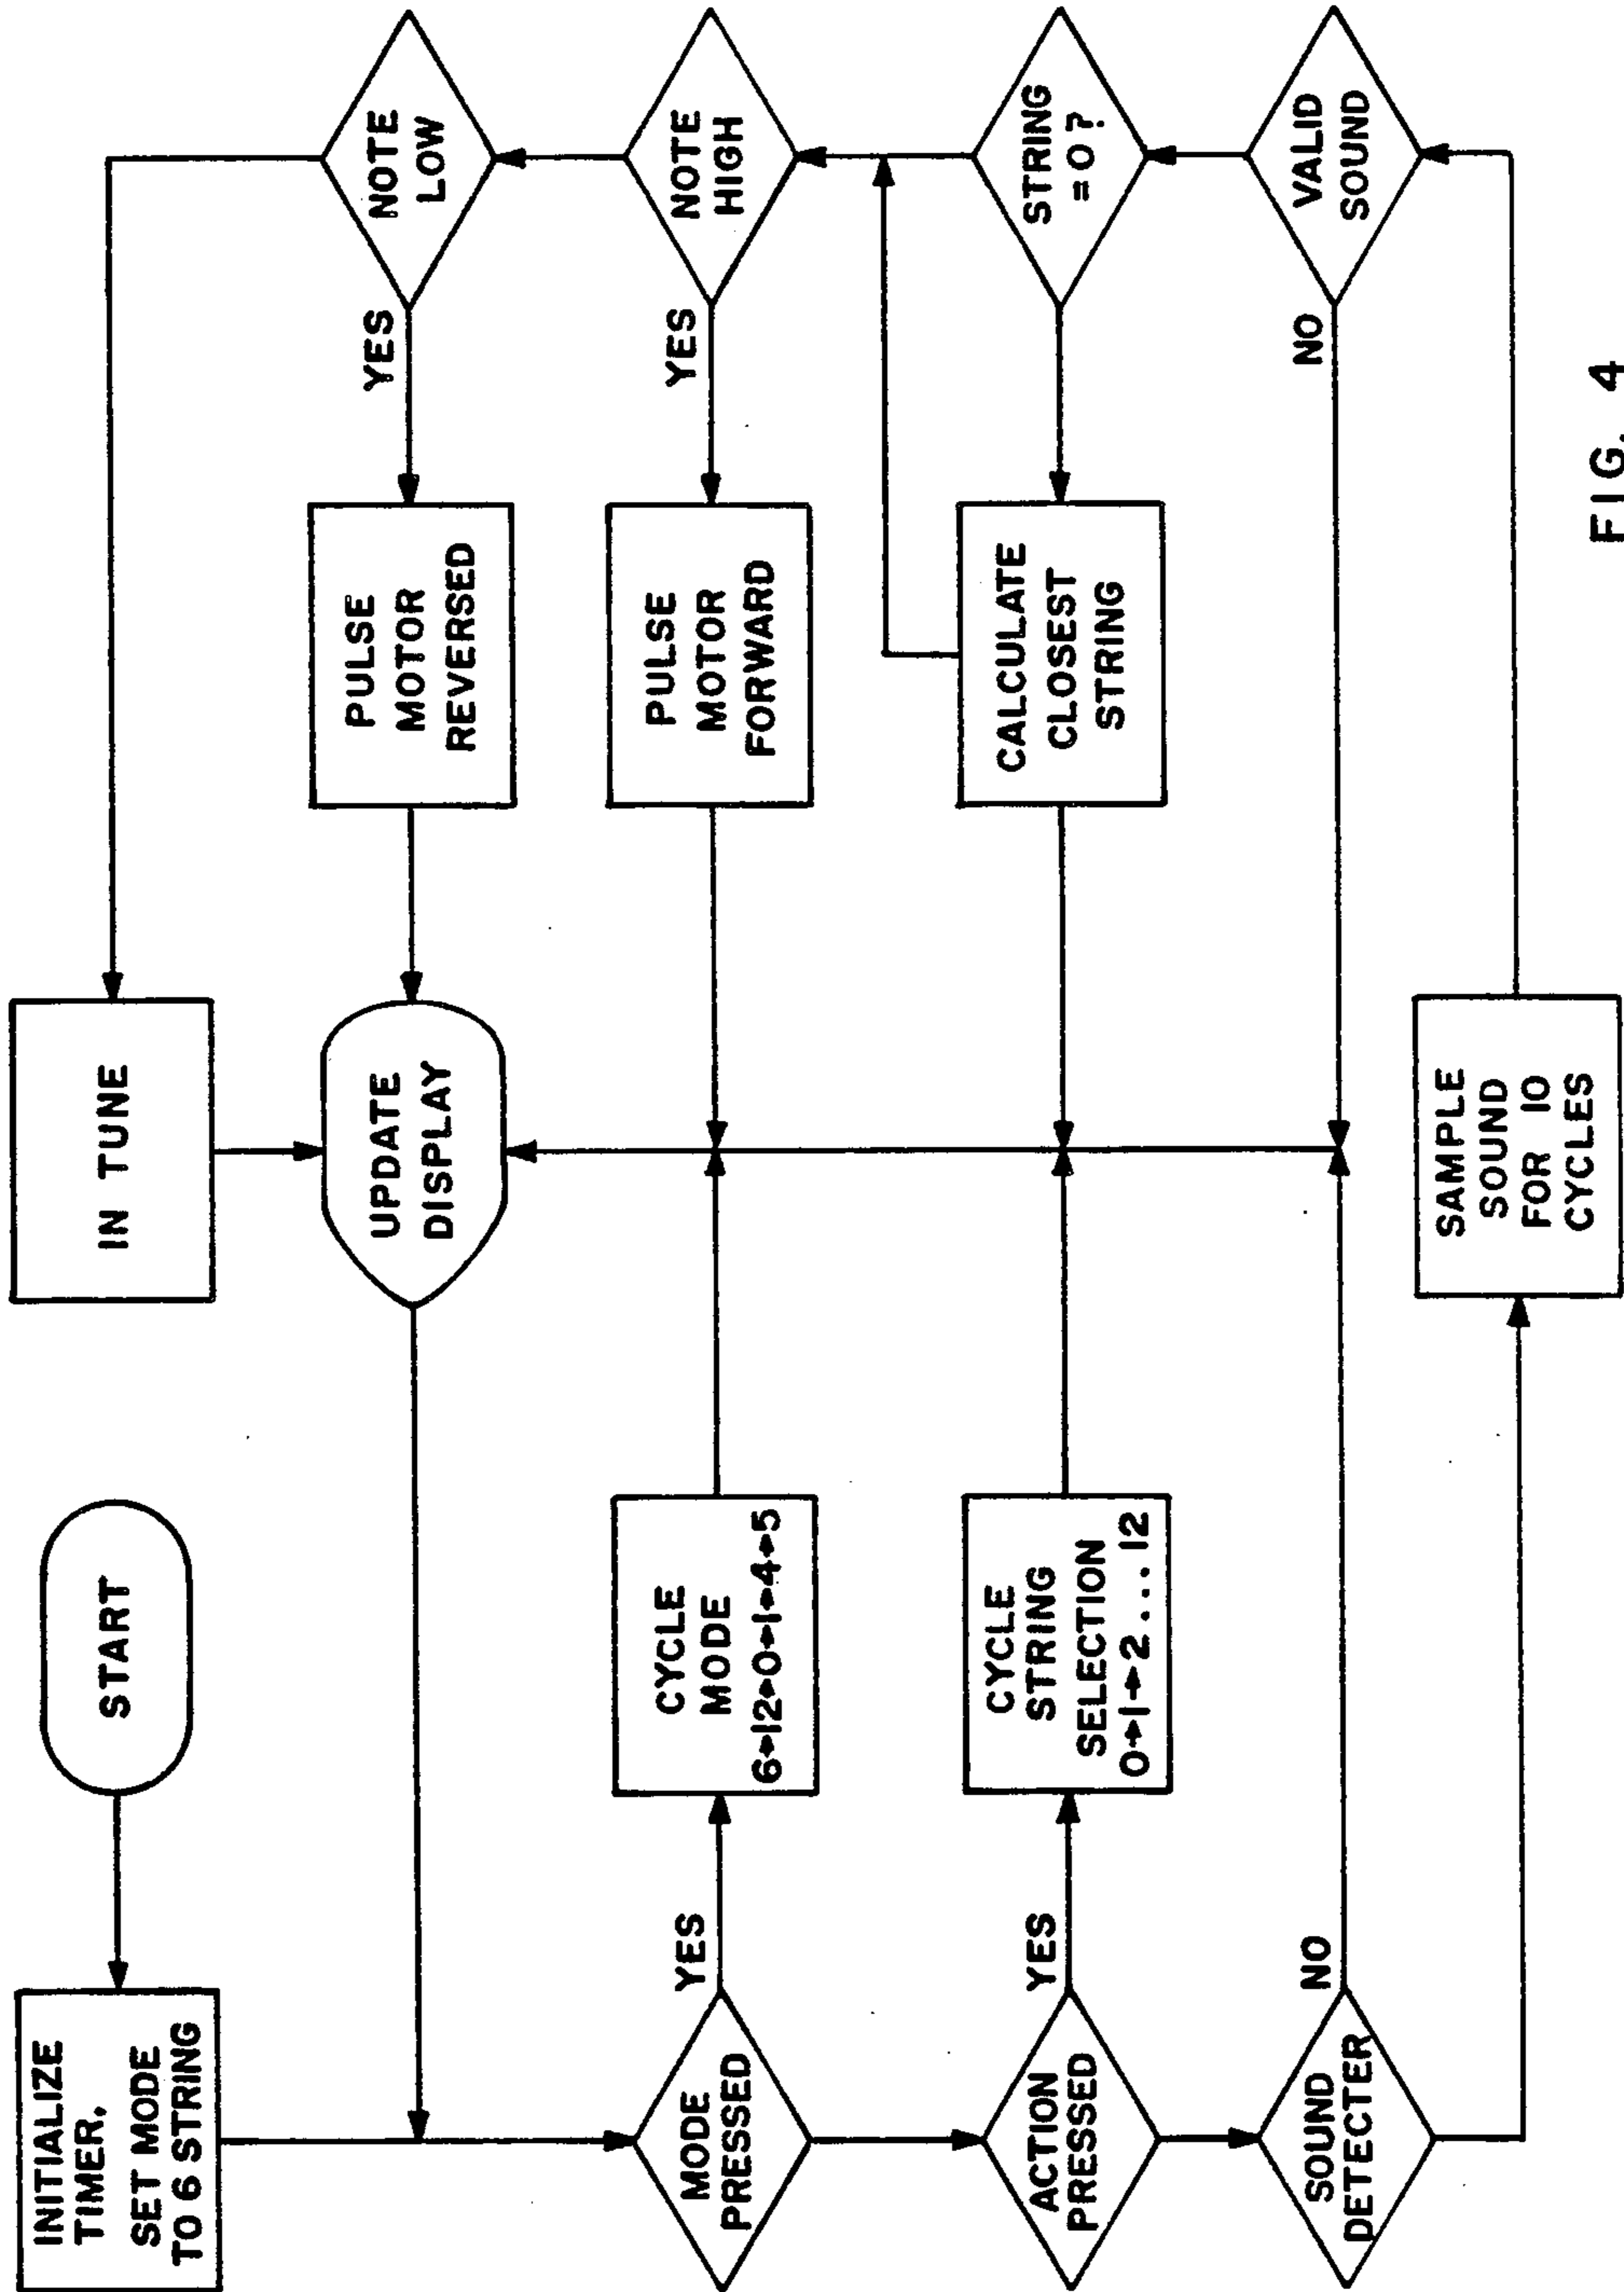 START
INITIALIZE
TIMER,
SET MODE
TO 6 STRING
MODE
PRESSED
YES
CYCLE
MODE
6→12→0→1→4→5
ACTION
PRESSED
YES
CYCLE
STRING
SELECTION
0→1→2...12
SOUND
DETECTER
NO
SAMPLE
SOUND
FOR 10
CYCLES
IN TUNE
UPDATE
DISPLAY
PULSE
MOTOR
REVERSED
YES
NOTE
LOW
PULSE
MOTOR
FORWARD
YES
NOTE
HIGH
CALCULATE
CLOSEST
STRING
STRING
=0?
NO
VALID
SOUND
FIG. 4